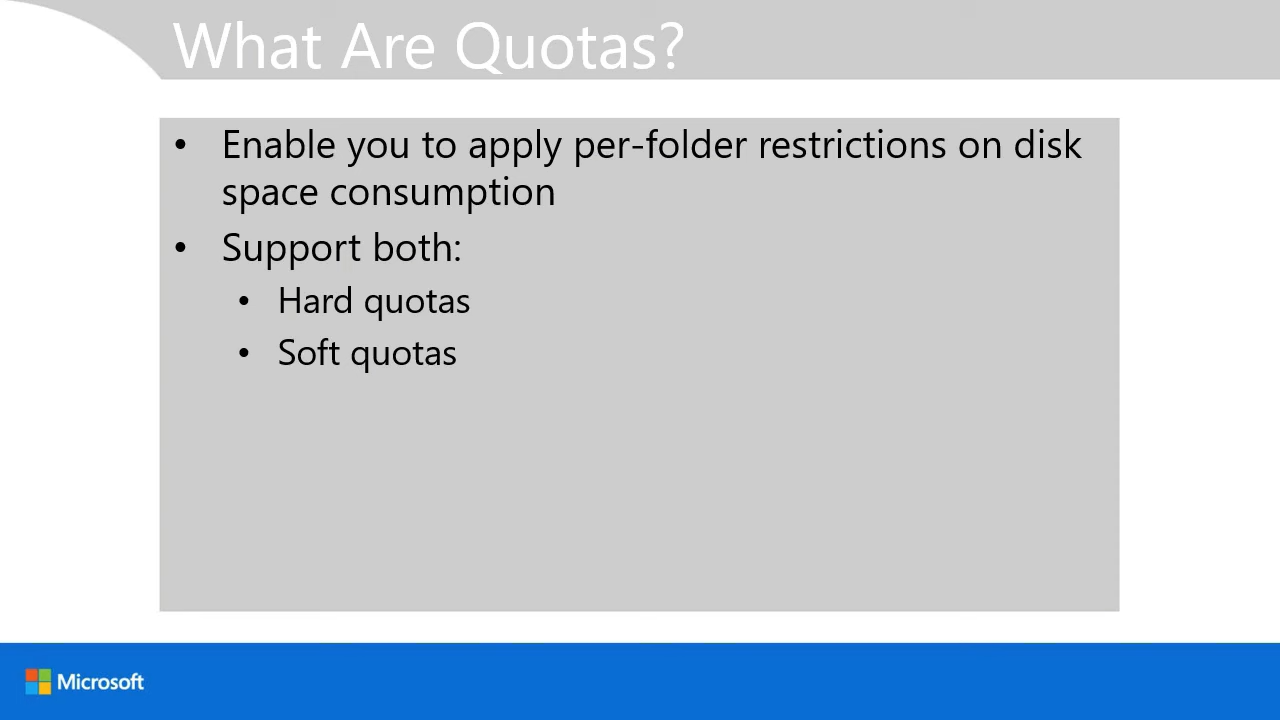 What Are Quotas?
• Enable you to apply per-folder restrictions on disk
space consumption
• Support both:
• Hard quotas
• Soft quotas
Microsoft